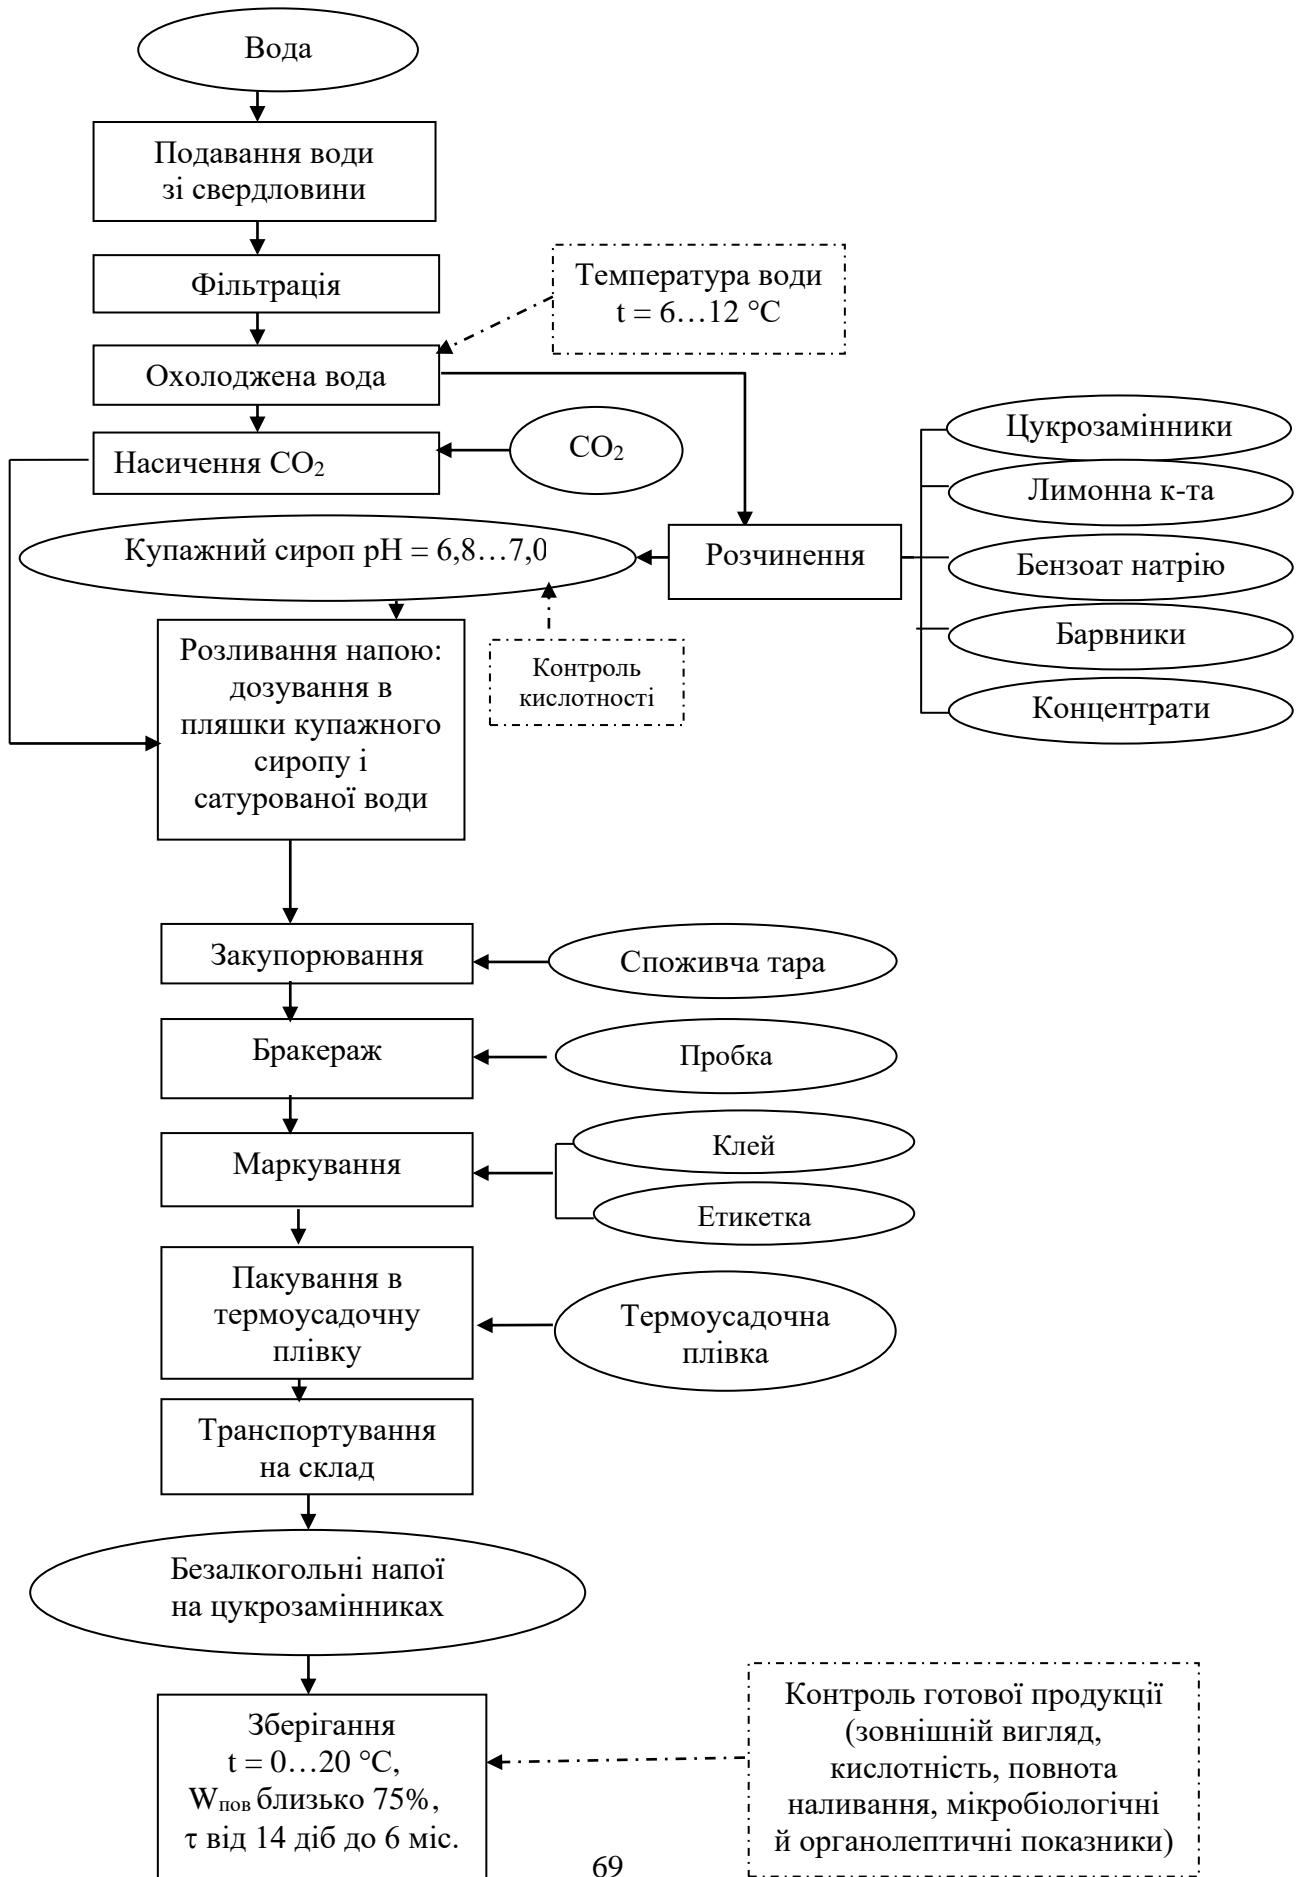 Вода
Подавання води
зі свердловини
Фільтрація
Температура води
t = 6…12 °C
Охолоджена вода
Насичення CO₂
CO₂
Цукрозамінники
Лимонна к-та
Бензоат натрію
Барвники
Концентрати
Розчинення
Купажний сироп pH = 6,8…7,0
Контроль
кислотності
Розливання напою:
дозування в
пляшки купажного
сиропу і
сатурованої води
Закупорювання
Споживча тара
Бракераж
Пробка
Маркування
Клей
Етикетка
Пакування в
термоусадочну
плівку
Термоусадочна
плівка
Транспортування
на склад
Безалкогольні напої
на цукрозамінниках
Зберігання
t = 0…20 °C,
Wпов близько 75%,
τ від 14 діб до 6 міс.
Контроль готової продукції
(зовнішній вигляд,
кислотність, повнота
наливання, мікробіологічні
й органолептичні показники)
69